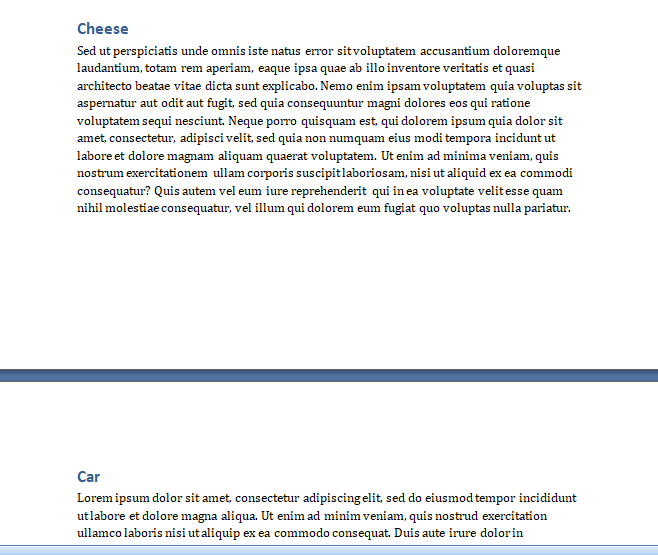 Cheese
Sed ut perspiciatis unde omnis iste natus error sit voluptatem accusantium doloremque
laudantium, totam rem aperiam, eaque ipsa quae ab illo inventore veritatis et quasi
architecto beatae vitae dicta sunt explicabo. Nemo enim ipsam voluptatem quia voluptas sit
aspernatur aut odit aut fugit, sed quia consequuntur magni dolores eos qui ratione
voluptatem sequi nesciunt. Neque porro quisquam est, qui dolorem ipsum quia dolor sit
amet, consectetur, adipisci velit, sed quia non numquam eius modi tempora incidunt ut
labore et dolore magnam aliquam quaerat voluptatem. Ut enim ad minima veniam, quis
nostrum exercitationem ullam corporis suscipit laboriosam, nisi ut aliquid ex ea commodi
consequatur? Quis autem vel eum iure reprehenderit qui in ea voluptate velit esse quam
nihil molestiae consequatur, vel illum qui dolorem eum fugiat quo voluptas nulla pariatur.
Car
Lorem ipsum dolor sit amet, consectetur adipiscing elit, sed do eiusmod tempor incididunt
ut labore et dolore magna aliqua. Ut enim ad minim veniam, quis nostrud exercitation
ullamco laboris nisi ut aliquip ex ea commodo consequat. Duis aute irure dolor in